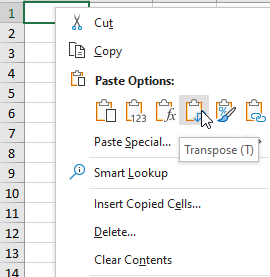 1
Cut
2
3
Copy
4
Paste Options:
5
6
123
fx
%
7
Paste Special...
8
Transpose (T)
9
Smart Lookup
10
11
Insert Copied Cells...
12
Delete...
13
Clear Contents
14